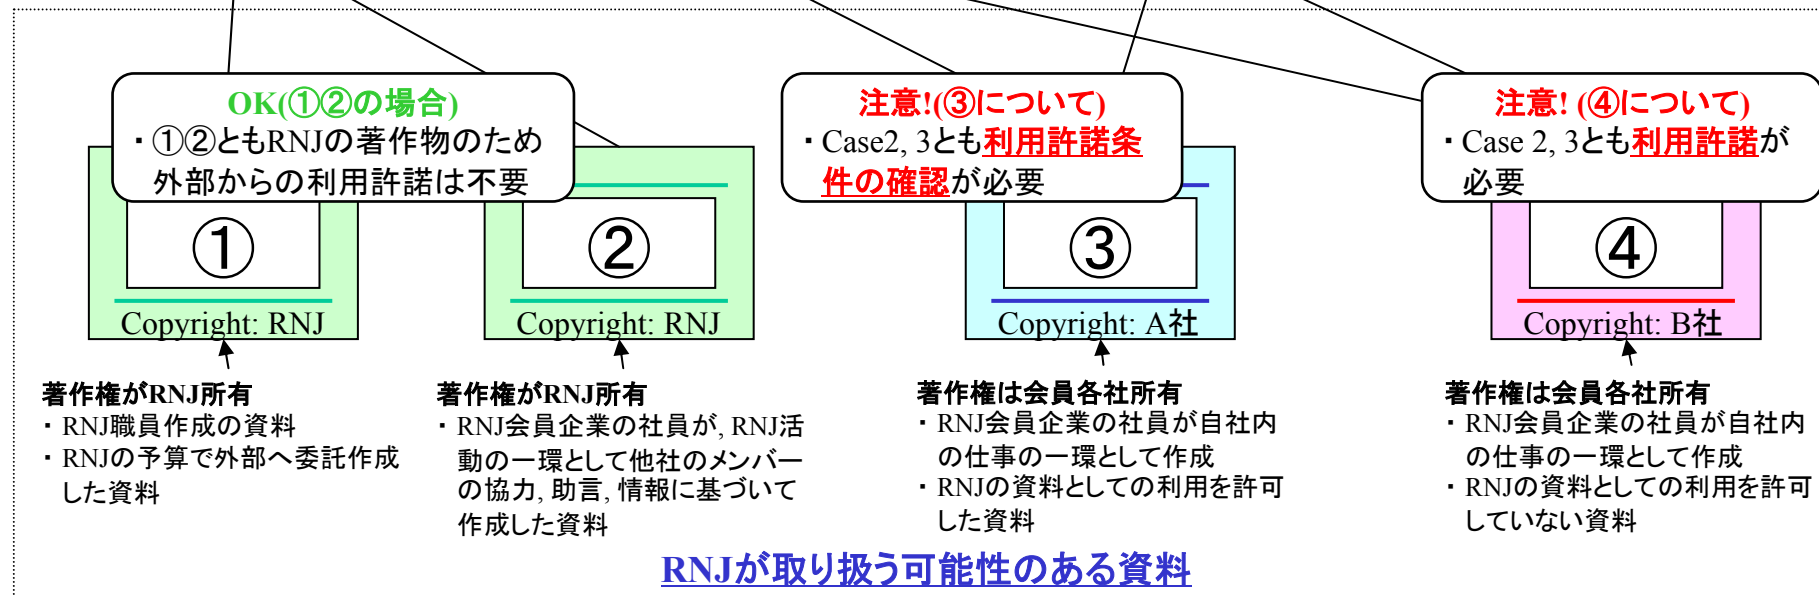 OK(①②の場合)
・①②ともRNJの著作物のため
外部からの利用許諾は不要
注意!(③について)
・Case2, 3とも利用許諾条
件の確認が必要
注意! (④について)
・Case 2, 3とも利用許諾が
必要
①
Copyright: RNJ
②
Copyright: RNJ
③
Copyright: A社
④
Copyright: B社
著作権がRNJ所有
・RNJ職員作成の資料
・RNJの予算で外部へ委託作成
した資料
著作権がRNJ所有
・RNJ会員企業の社員が, RNJ活
動の一環として他社のメンバー
の協力, 助言, 情報に基づいて
作成した資料
著作権は会員各社所有
・RNJ会員企業の社員が自社内
の仕事の一環として作成
・RNJの資料としての利用を許可
した資料
著作権は会員各社所有
・RNJ会員企業の社員が自社内
の仕事の一環として作成
・RNJの資料としての利用を許可
していない資料
RNJが取り扱う可能性のある資料